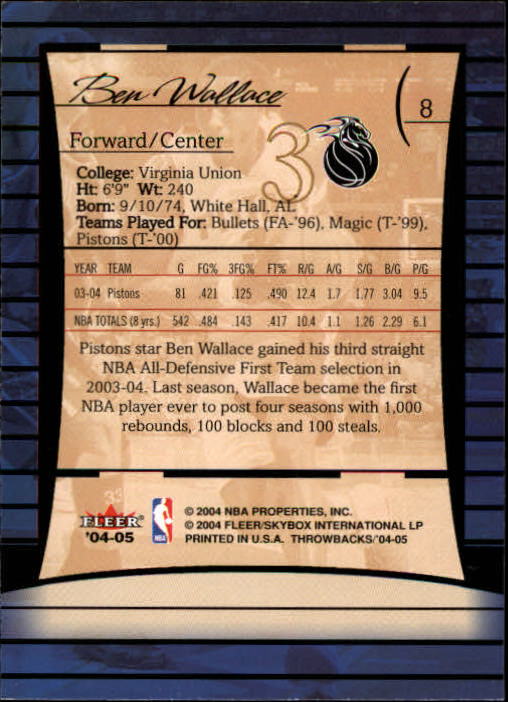 Ben Wallace
8
Forward/Center
3
College: Virginia Union
Ht: 6'9" Wt: 240
Born: 9/10/74, White Hall, AL
Teams Played For: Bullets (FA-'96), Magic (T-'99),
Pistons (T-'00)
YEAR TEAM G FG% 3FG% FT% R/G A/G S/G B/G P/G
03-04 Pistons 81 .421 .125 .490 12.4 1.7 1.77 3.04 9.5
NBA TOTALS (8 yrs.) 542 .484 .143 .417 10.4 1.1 1.26 2.29 6.1
Pistons star Ben Wallace gained his third straight
NBA All-Defensive First Team selection in
2003-04. Last season, Wallace became the first
NBA player ever to post four seasons with 1,000
rebounds, 100 blocks and 100 steals.
FLEER
'04-05
NBA
© 2004 NBA PROPERTIES, INC.
© 2004 FLEER/SKYBOX INTERNATIONAL LP
PRINTED IN U.S.A. THROWBACKS/'04-05